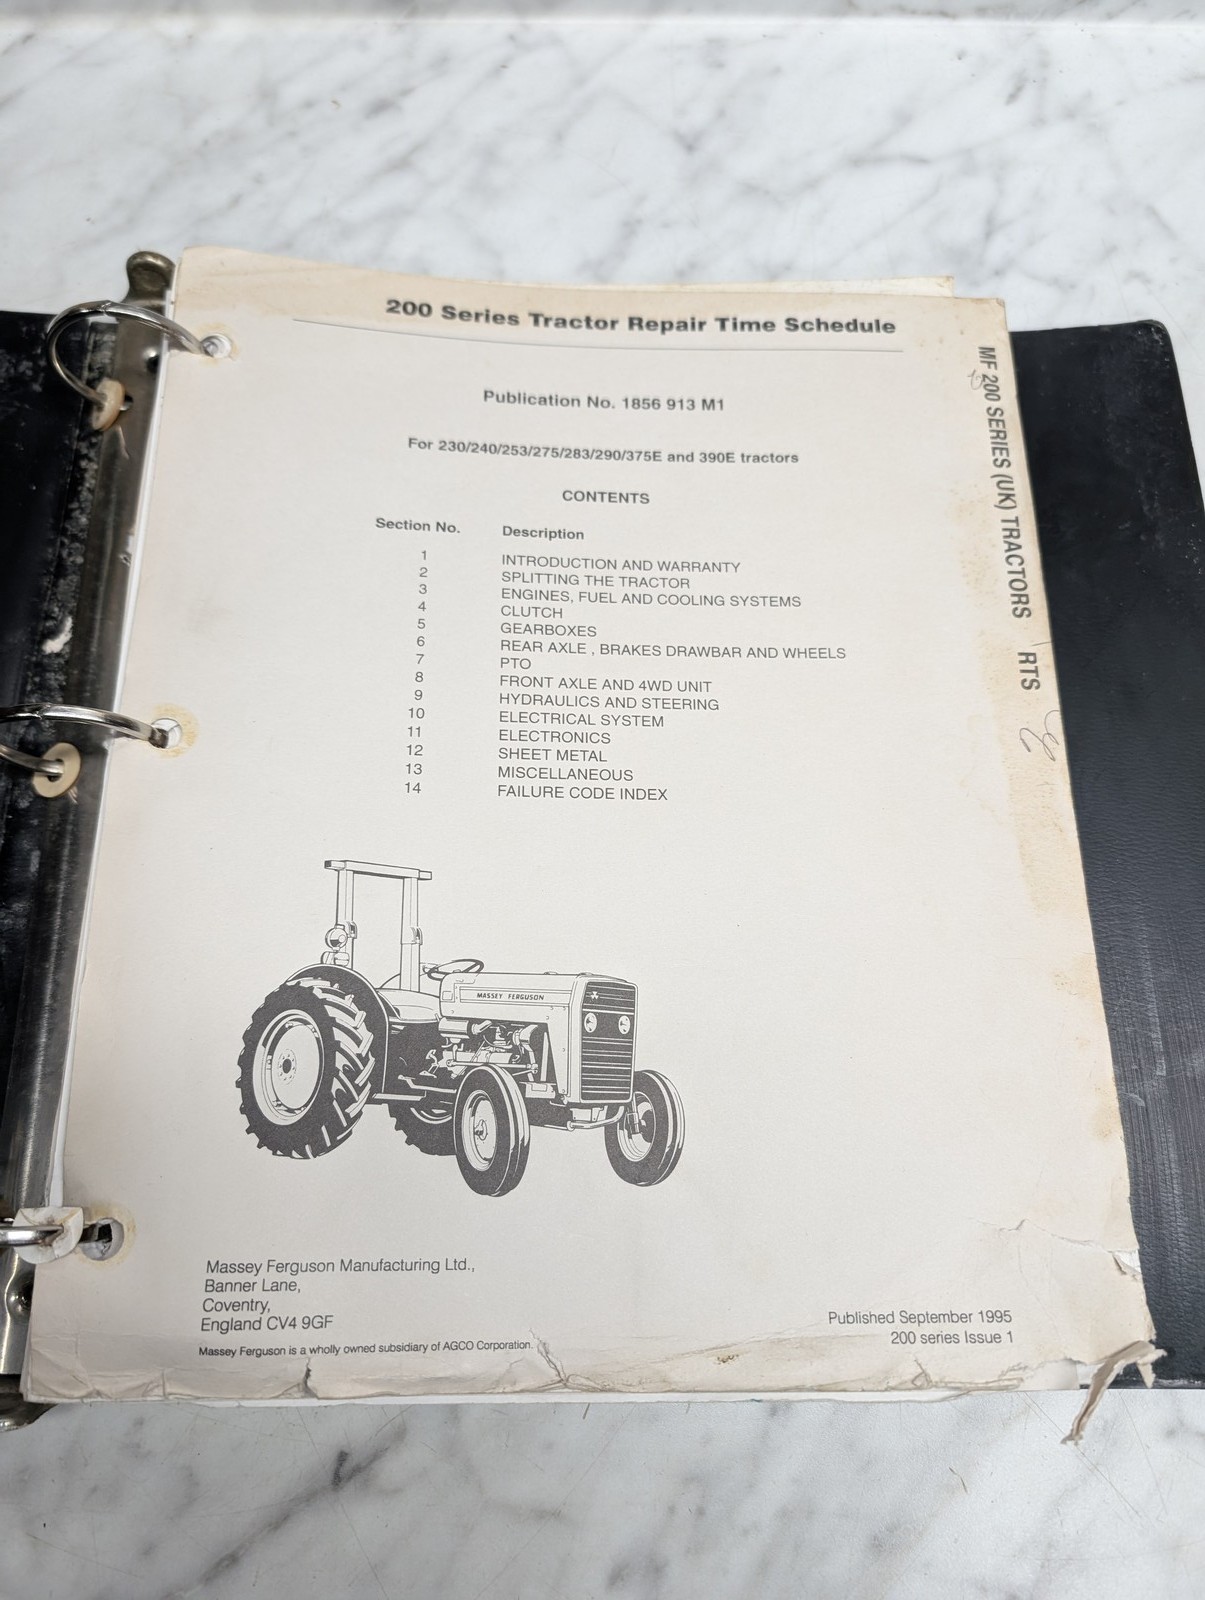 200 Series Tractor Repair Time Schedule
Publication No. 1856 913 M1
For 230/240/253/275/283/290/375E and 390E tractors
CONTENTS
Section No. Description
1 INTRODUCTION AND WARRANTY
2 SPLITTING THE TRACTOR
3 ENGINES, FUEL AND COOLING SYSTEMS
4 CLUTCH
5 GEARBOXES
6 REAR AXLE , BRAKES DRAWBAR AND WHEELS
7 PTO
8 FRONT AXLE AND 4WD UNIT
9 HYDRAULICS AND STEERING
10 ELECTRICAL SYSTEM
11 ELECTRONICS
12 SHEET METAL
13 MISCELLANEOUS
14 FAILURE CODE INDEX
MASSEY FERGUSON
Massey Ferguson Manufacturing Ltd.,
Banner Lane,
Coventry,
England CV4 9GF
Massey Ferguson is a wholly owned subsidiary of AGCO Corporation.
Published September 1995
200 series Issue 1
MF 200 SERIES (UK) TRACTORS RTS